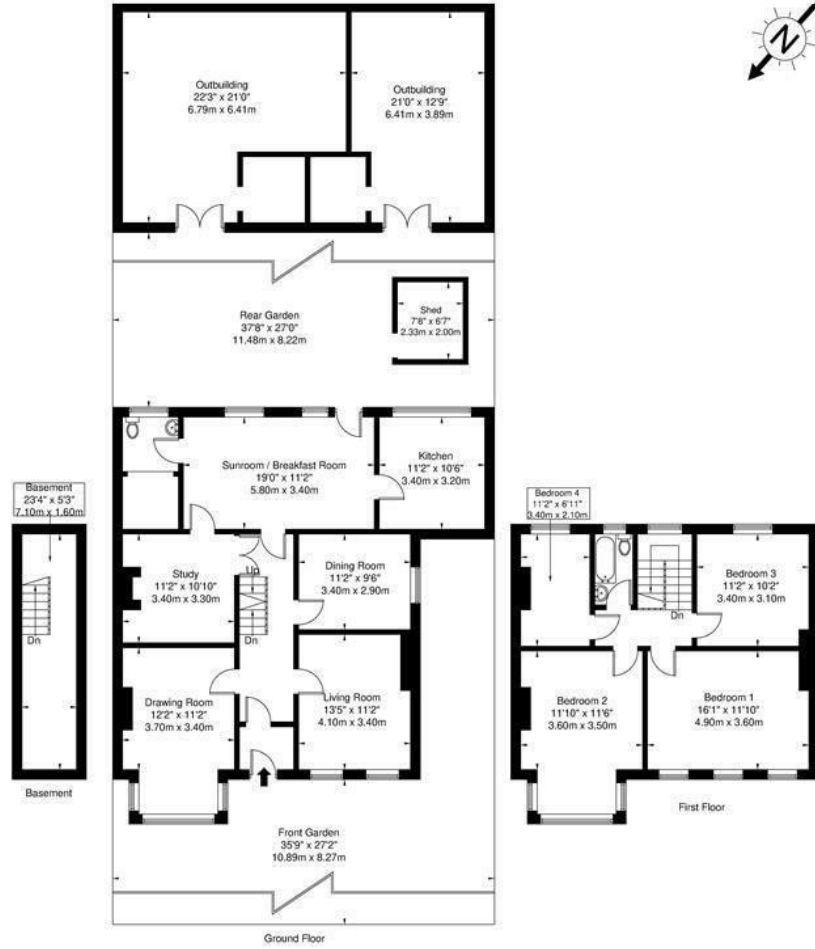 N
Outbuilding
22'3" x 21'0"
6.79m x 6.41m
Outbuilding
21'0" x 12'9"
6.41m x 3.89m
Rear Garden
37'8" x 27'0"
11.48m x 8.22m
Shed
7'8" x 6'7"
2.33m x 2.00m
Sunroom / Breakfast Room
19'0" x 11'2"
5.80m x 3.40m
Kitchen
11'2" x 10'6"
3.40m x 3.20m
Basement
23'4" x 5'3"
7.10m x 1.60m
Dn
Basement
Study
11'2" x 10'10"
3.40m x 3.30m
Up
Dn
Dining Room
11'2" x 9'6"
3.40m x 2.90m
Drawing Room
12'2" x 11'2"
3.70m x 3.40m
Living Room
13'5" x 11'2"
4.10m x 3.40m
Front Garden
35'9" x 27'2"
10.89m x 8.27m
Ground Floor
Bedroom 4
11'2" x 6'11"
3.40m x 2.10m
Dn
Bedroom 3
11'2" x 10'2"
3.40m x 3.10m
Bedroom 2
11'10" x 11'6"
3.60m x 3.50m
Bedroom 1
16'1" x 11'10"
4.90m x 3.60m
First Floor